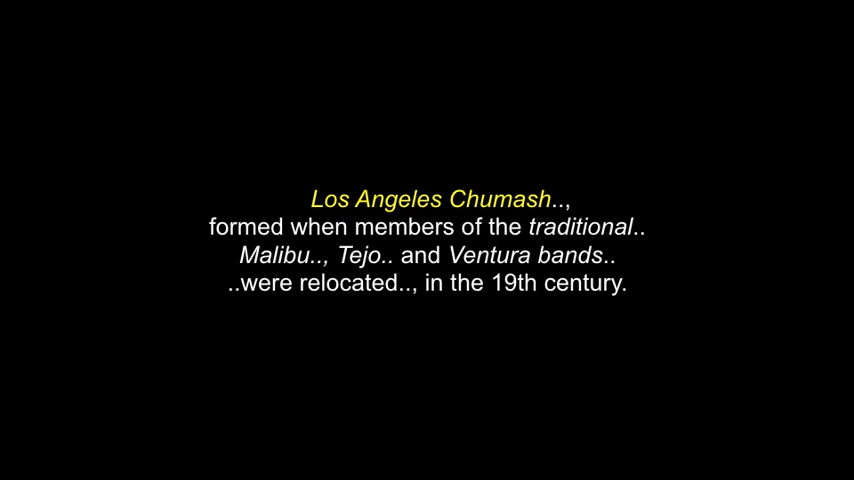 Los Angeles Chumash..,
formed when members of the traditional..
Malibu.., Tejo.. and Ventura bands..
..were relocated.., in the 19th century.